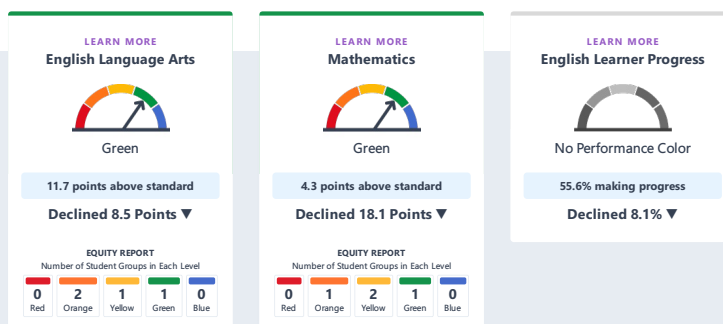 LEARN MORE
English Language Arts
Green
11.7 points above standard
Declined 8.5 Points ▼
EQUITY REPORT
Number of Student Groups in Each Level
0 2 1 1 0
Red Orange Yellow Green Blue
LEARN MORE
Mathematics
Green
4.3 points above standard
Declined 18.1 Points ▼
EQUITY REPORT
Number of Student Groups in Each Level
0 1 2 1 0
Red Orange Yellow Green Blue
LEARN MORE
English Learner Progress
No Performance Color
55.6% making progress
Declined 8.1% ▼